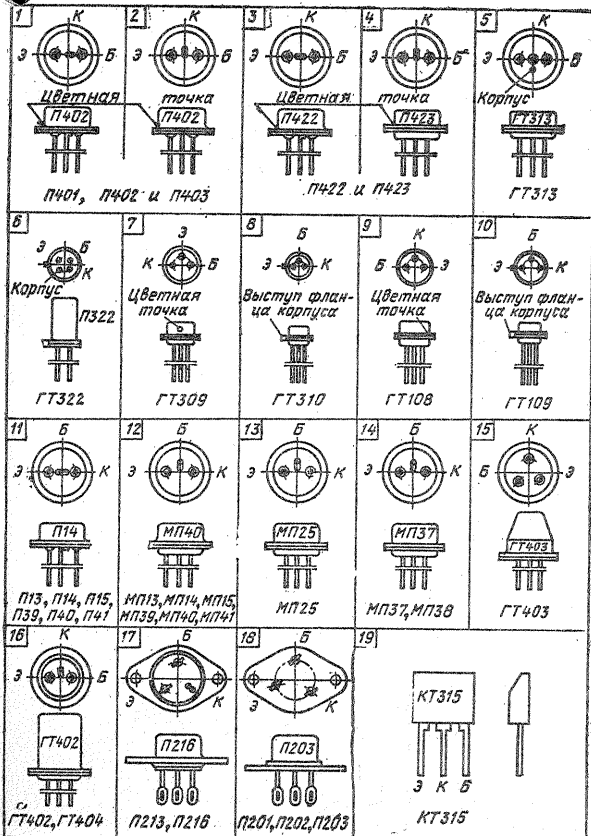 1
К
Э
Б
Цветная
П402
2
К
Э
Б
точка
П402
П401, П402 и П403
3
К
Э
Б
Цветная
П422
4
К
Э
Б
точка
П423
П422 и П423
5
К
Э
Б
Корпус
ГТ313
ГТ313
6
Э
Б
К
Корпус
П322
ГТ322
7
Э
К
Б
Цветная
точка
ГТ309
8
Б
Э
К
Выступ флан-
ца корпуса
ГТ310
9
К
Б
Э
Цветная
точка
ГТ108
10
Б
Э
К
Выступ флан-
ца корпуса
ГТ109
11
Б
Э
К
П14
П13, П14, П15,
П39, П40, П41
12
Б
Э
К
МП40
МП13, МП14, МП15,
МП39, МП40, МП41
13
Б
Э
К
МП25
МП25
14
Б
Э
К
МП37
МП37, МП38
15
К
Б
Э
ГТ403
ГТ403
16
К
Э
Б
ГТ402
ГТ402, ГТ404
17
Б
Э
К
П216
П213, П216
18
Б
Э
К
П203
П201, П202, П203
19
КТ315
Э К Б
КТ315